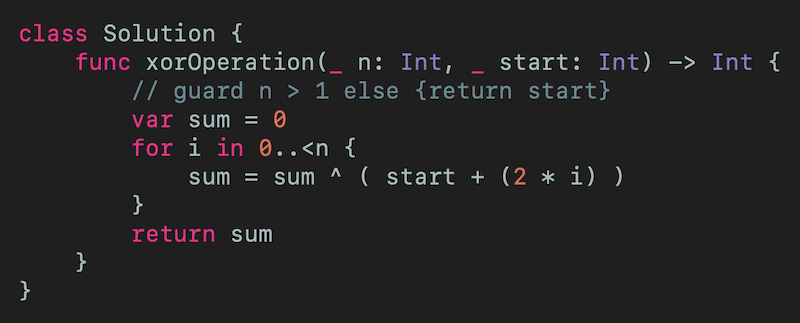 class Solution {
    func xorOperation(_ n: Int, _ start: Int) -> Int {
        // guard n > 1 else {return start}
        var sum = 0
        for i in 0..<n {
            sum = sum ^ ( start + (2 * i) )
        }
        return sum
    }
}